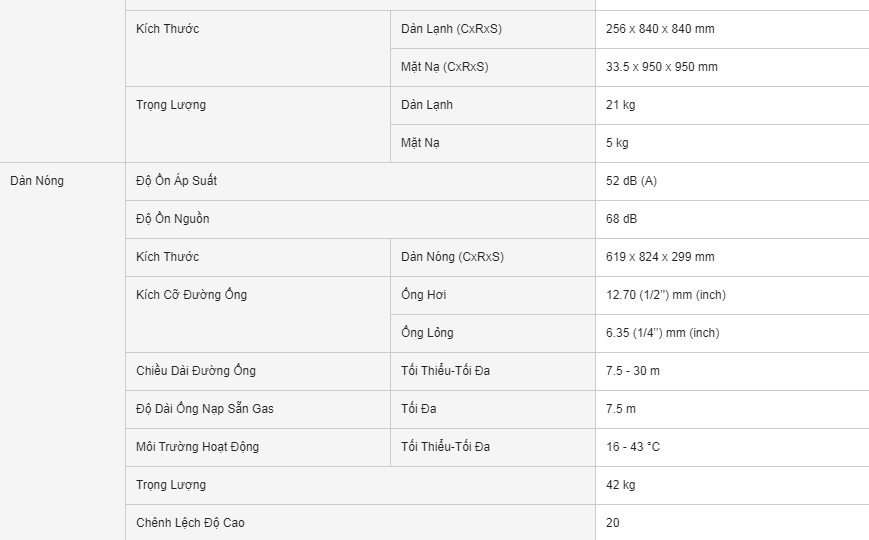 Kích Thước Dàn Lạnh (CxRxS) 256 x 840 x 840 mm
Mặt Nạ (CxRxS) 33.5 x 950 x 950 mm
Trọng Lượng Dàn Lạnh 21 kg
Mặt Nạ 5 kg
Dàn Nóng Độ Ồn Áp Suất 52 dB (A)
Độ Ồn Nguồn 68 dB
Kích Thước Dàn Nóng (CxRxS) 619 x 824 x 299 mm
Kích Cỡ Đường Ống Ống Hơi 12.70 (1/2") mm (inch)
Ống Lỏng 6.35 (1/4") mm (inch)
Chiều Dài Đường Ống Tối Thiểu-Tối Đa 7.5 - 30 m
Độ Dài Ống Nạp Sẵn Gas Tối Đa 7.5 m
Môi Trường Hoạt Động Tối Thiểu-Tối Đa 16 - 43 °C
Trọng Lượng 42 kg
Chênh Lệch Độ Cao 20